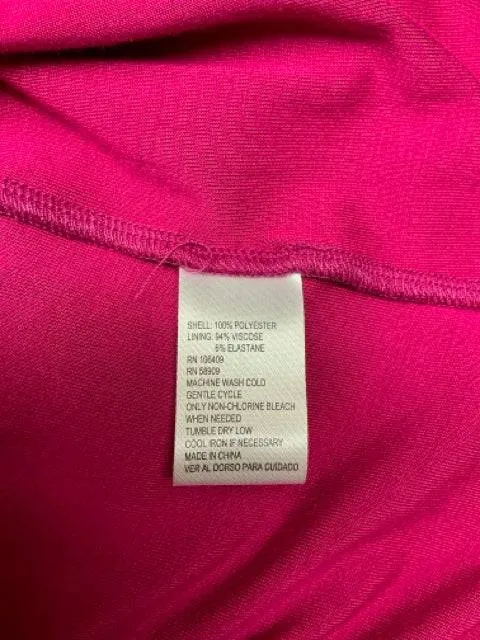 SHELL: 100% POLYESTER
LINING: 94% VISCOSE
6% ELASTANE
RN 106409
RN 58909
MACHINE WASH COLD
GENTLE CYCLE
ONLY NON-CHLORINE BLEACH
WHEN NEEDED
TUMBLE DRY LOW
COOL IRON IF NECESSARY
MADE IN CHINA
VER AL DORSO PARA CUIDADO